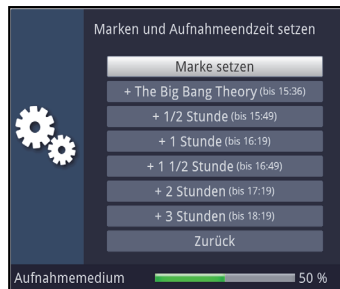 Marken und Aufnahmeendzeit setzen
Marke setzen
+ The Big Bang Theory (bis 15:36)
+ 1/2 Stunde (bis 15:49)
+ 1 Stunde (bis 16:19)
+ 1 1/2 Stunde (bis 16:49)
+ 2 Stunden (bis 17:19)
+ 3 Stunden (bis 18:19)
Zurück
Aufnahmemedium 50 %